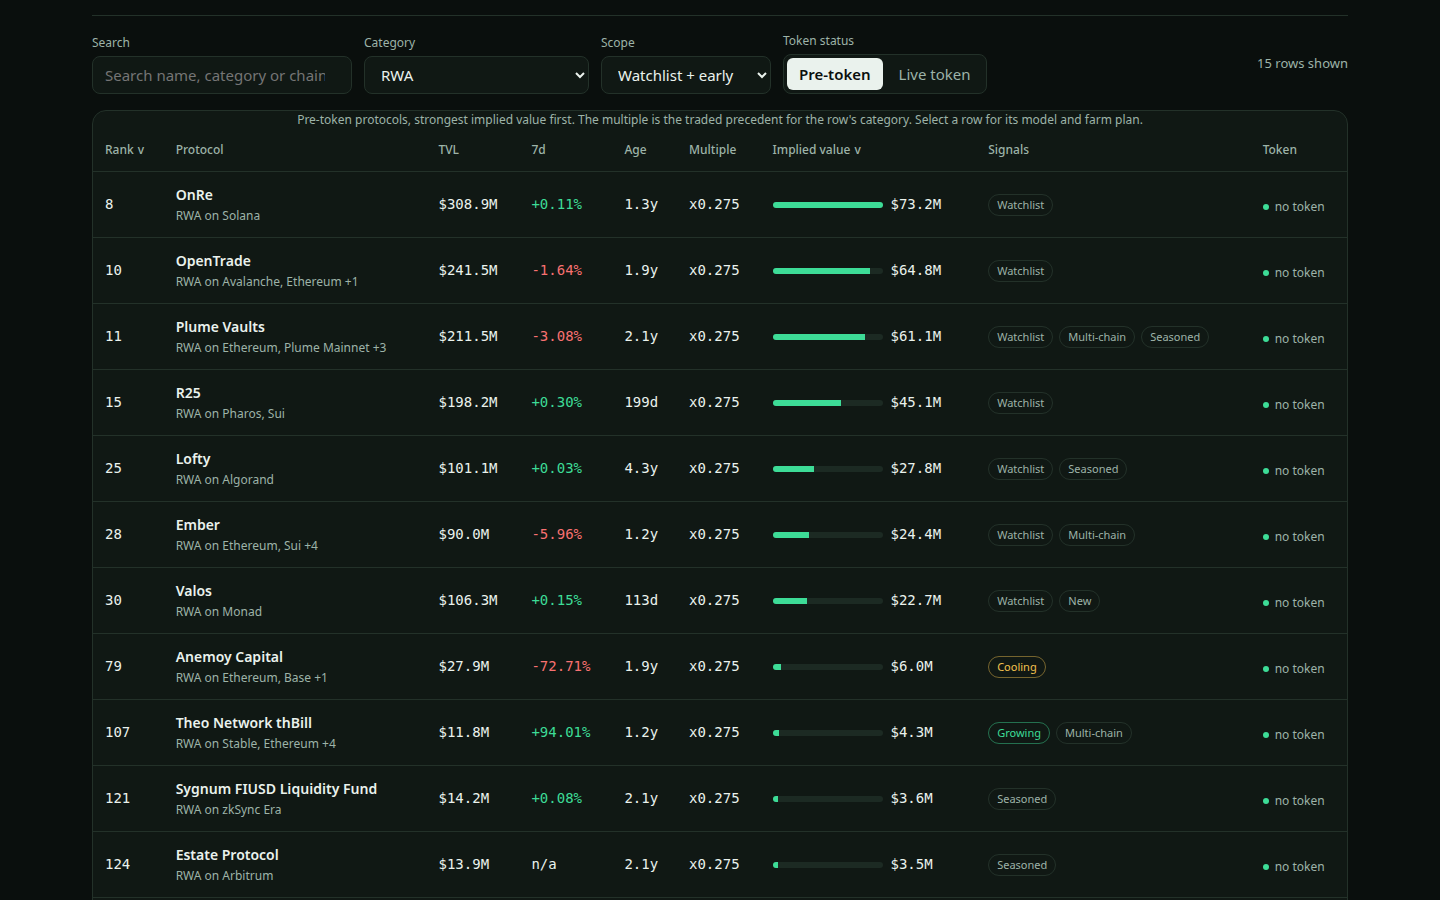 Search
Category
Scope
Token status
Search name, category or chain
RWA
Watchlist + early
Pre-token
Live token
15 rows shown
Pre-token protocols, strongest implied value first. The multiple is the traded precedent for the row's category. Select a row for its model and farm plan.
Rank v Protocol TVL 7d Age Multiple Implied value v Signals Token
8 OnRe $308.9M +0.11% 1.3y x0.275 $73.2M Watchlist no token
RWA on Solana
10 OpenTrade $241.5M -1.64% 1.9y x0.275 $64.8M Watchlist no token
RWA on Avalanche, Ethereum +1
11 Plume Vaults $211.5M -3.08% 2.1y x0.275 $61.1M Watchlist Multi-chain Seasoned no token
RWA on Ethereum, Plume Mainnet +3
15 R25 $198.2M +0.30% 199d x0.275 $45.1M Watchlist no token
RWA on Pharos, Sui
25 Lofty $101.1M +0.03% 4.3y x0.275 $27.8M Watchlist Seasoned no token
RWA on Algorand
28 Ember $90.0M -5.96% 1.2y x0.275 $24.4M Watchlist Multi-chain no token
RWA on Ethereum, Sui +4
30 Valos $106.3M +0.15% 113d x0.275 $22.7M Watchlist New no token
RWA on Monad
79 Anemoy Capital $27.9M -72.71% 1.9y x0.275 $6.0M Cooling no token
RWA on Ethereum, Base +1
107 Theo Network thBill $11.8M +94.01% 1.2y x0.275 $4.3M Growing Multi-chain no token
RWA on Stable, Ethereum +4
121 Sygnum FIUSD Liquidity Fund $14.2M +0.08% 2.1y x0.275 $3.6M Seasoned no token
RWA on zkSync Era
124 Estate Protocol $13.9M n/a 2.1y x0.275 $3.5M Seasoned no token
RWA on Arbitrum